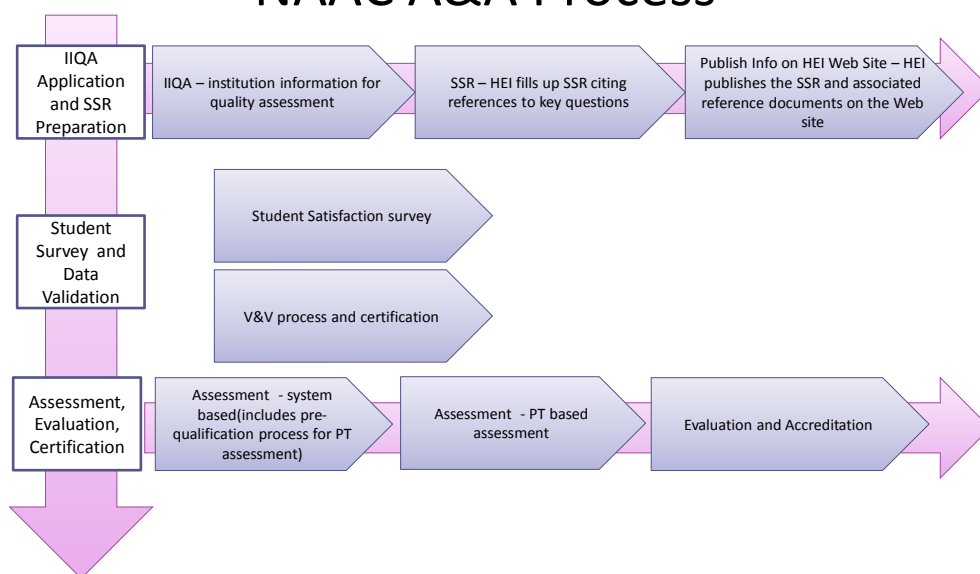 NAAC A&A Process
IIQA
Application
and SSR
Preparation
IIQA – institution information for
quality assessment
SSR – HEI fills up SSR citing
references to key questions
Publish Info on HEI Web Site – HEI
publishes the SSR and associated
reference documents on the Web
site
Student
Survey and
Data
Validation
Student Satisfaction survey
V&V process and certification
Assessment,
Evaluation,
Certification
Assessment - system
based(includes pre-
qualification process for PT
assessment)
Assessment - PT based
assessment
Evaluation and Accreditation